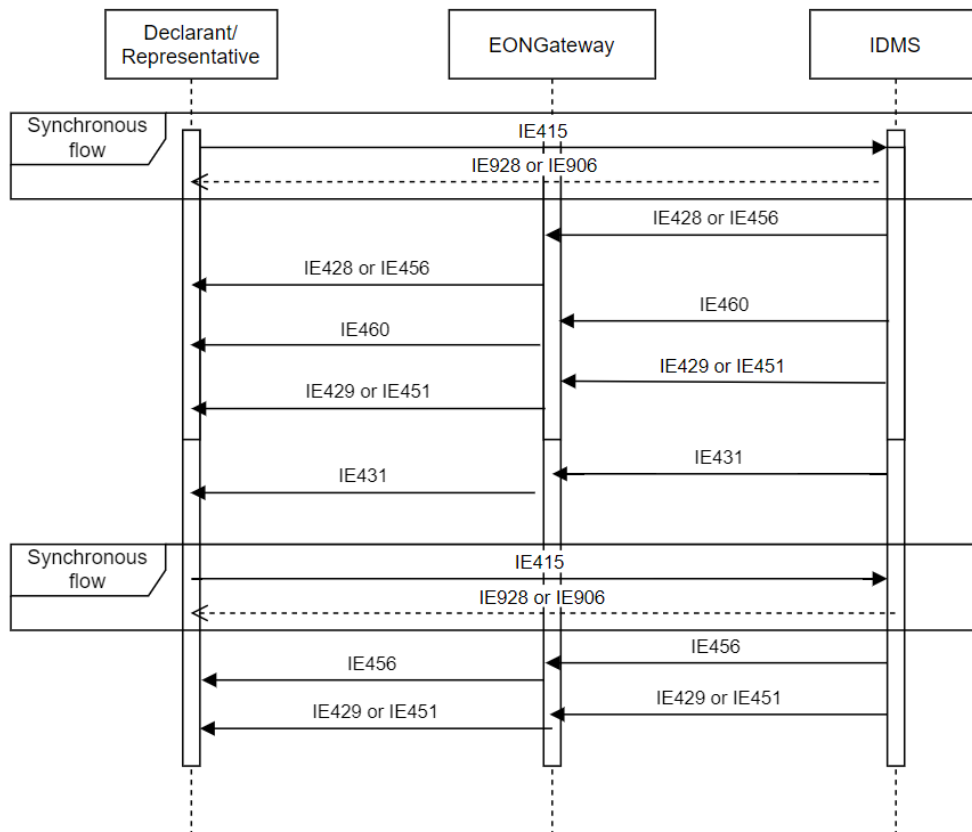 Declarant/
Representative
EONGateway
IDMS
Synchronous
flow
IE415
IE928 or IE906
IE428 or IE456
IE428 or IE456
IE460
IE460
IE429 or IE451
IE429 or IE451
IE431
IE431
Synchronous
flow
IE415
IE928 or IE906
IE456
IE456
IE429 or IE451
IE429 or IE451